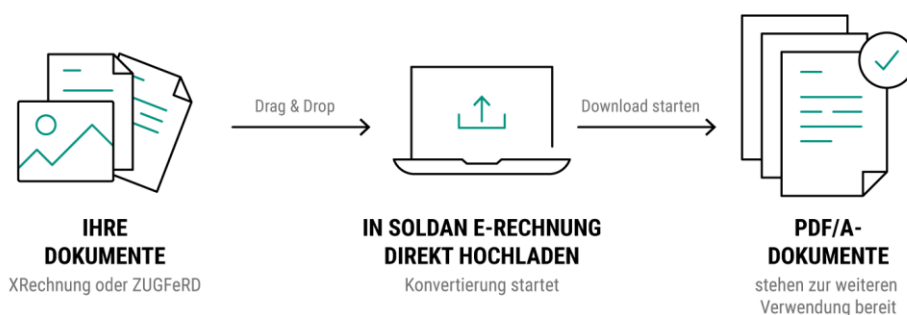 Drag & Drop
Download starten
IHRE
DOKUMENTE
XRechnung oder ZUGFeRD
IN SOLDAN E-RECHNUNG
DIREKT HOCHLADEN
Konvertierung startet
PDF/A-
DOKUMENTE
stehen zur weiteren
Verwendung bereit